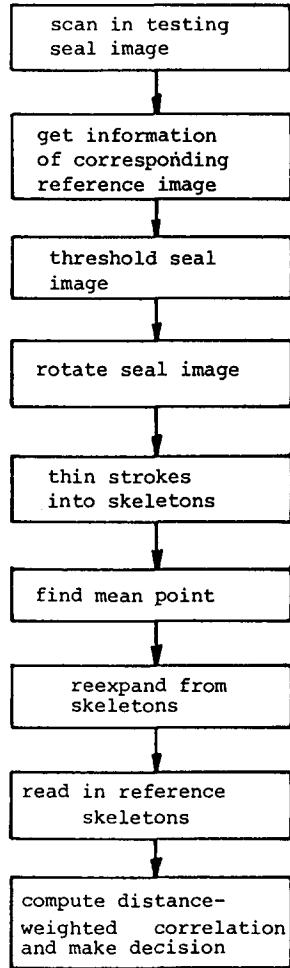 scan in testing
seal image
get information
of corresponding
reference image
threshold seal
image
rotate seal image
thin strokes
into skeletons
find mean point
reexpand from
skeletons
read in reference
skeletons
compute distance-
weighted correlation
and make decision